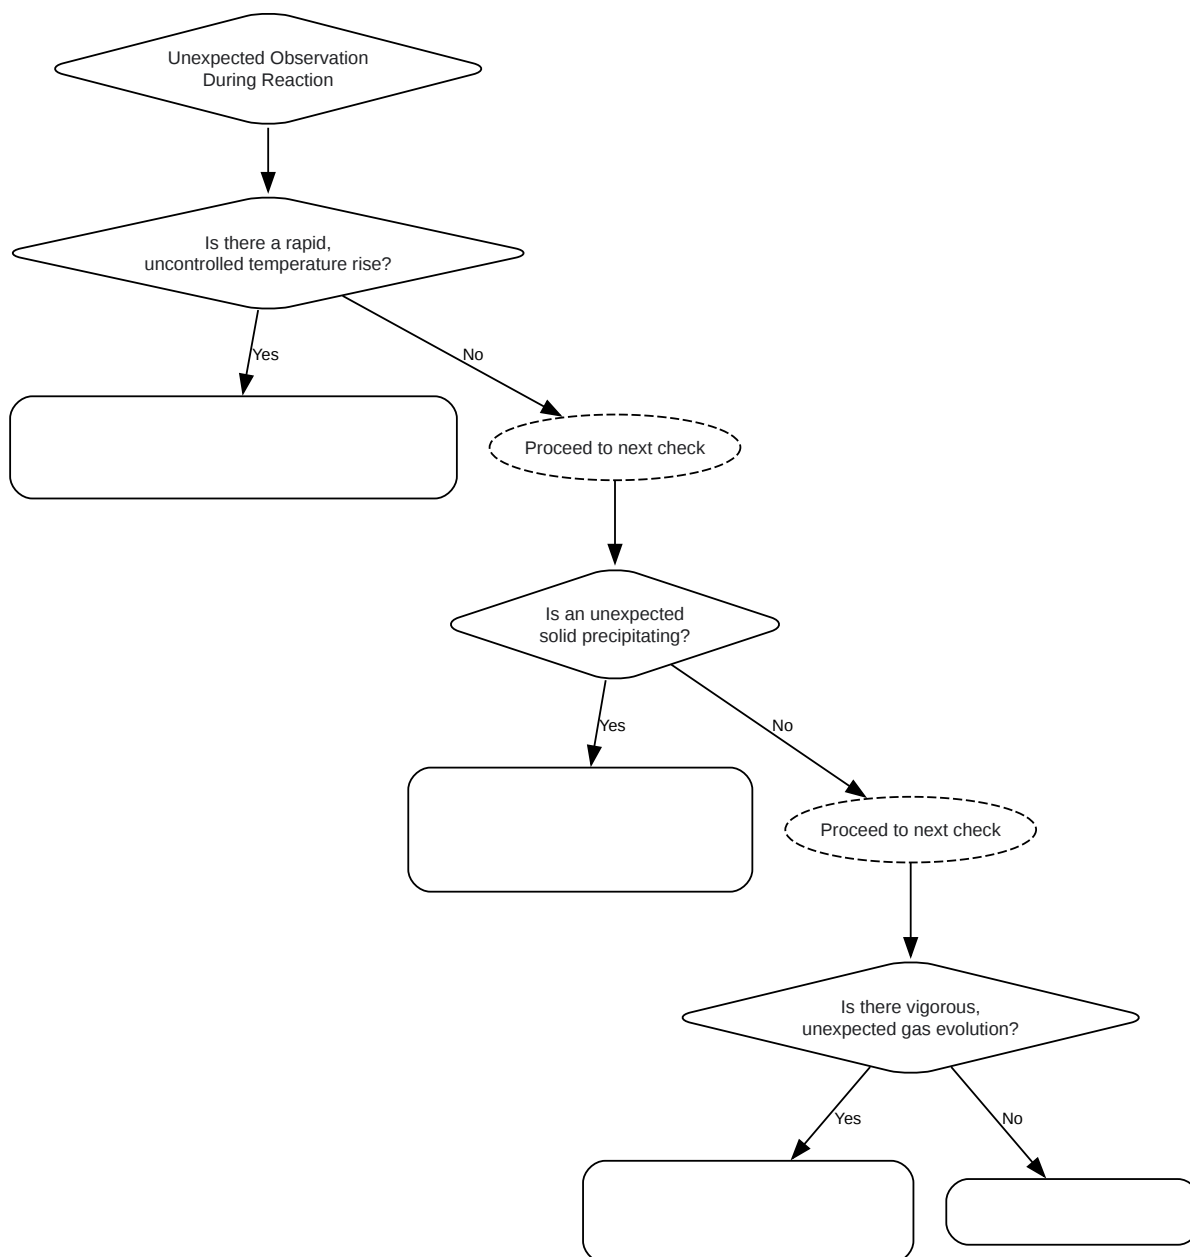 Unexpected Observation
During Reaction
Is there a rapid,
uncontrolled temperature rise?
Yes
No
Proceed to next check
Is an unexpected
solid precipitating?
Yes
No
Proceed to next check
Is there vigorous,
unexpected gas evolution?
Yes
No